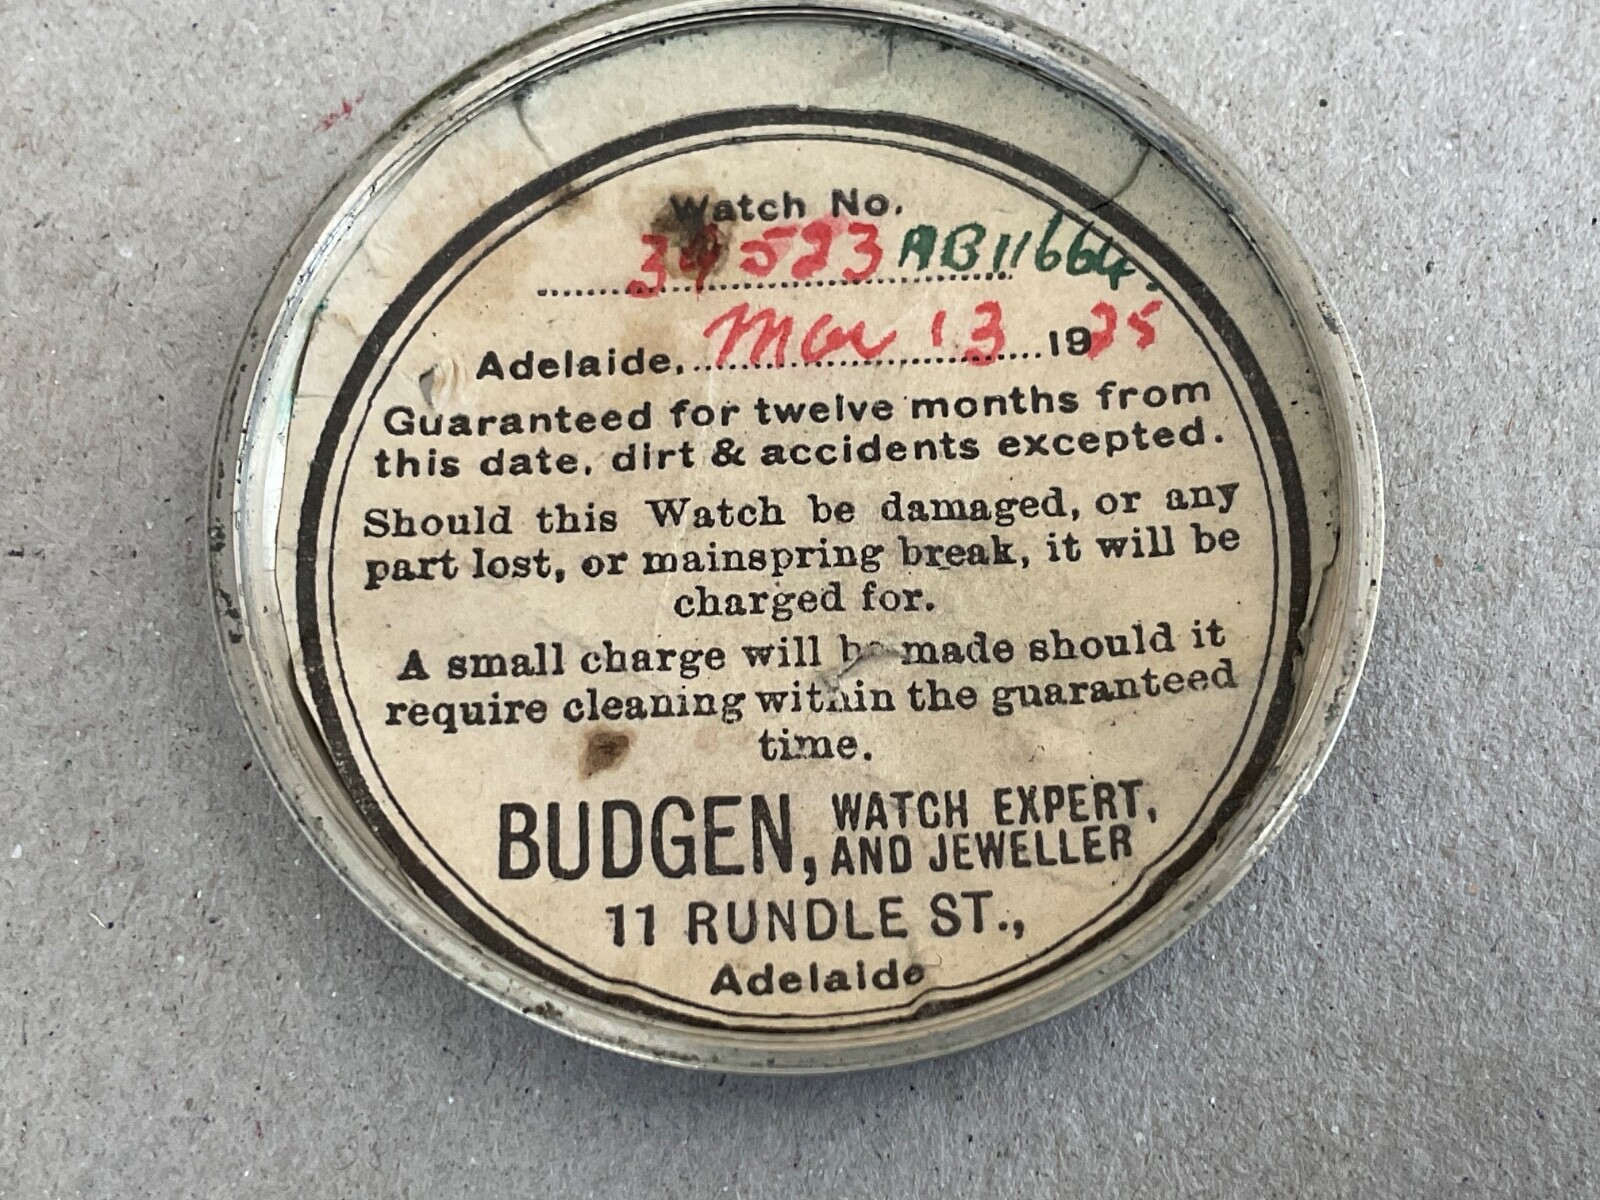 Watch No.
34523 AB11664
Adelaide, Mar 13 1925
Guaranteed for twelve months from
this date, dirt & accidents excepted.
Should this Watch be damaged, or any
part lost, or mainspring break, it will be
charged for.
A small charge will be made should it
require cleaning within the guaranteed
time.
BUDGEN, WATCH EXPERT,
AND JEWELLER
11 RUNDLE ST.,
Adelaide